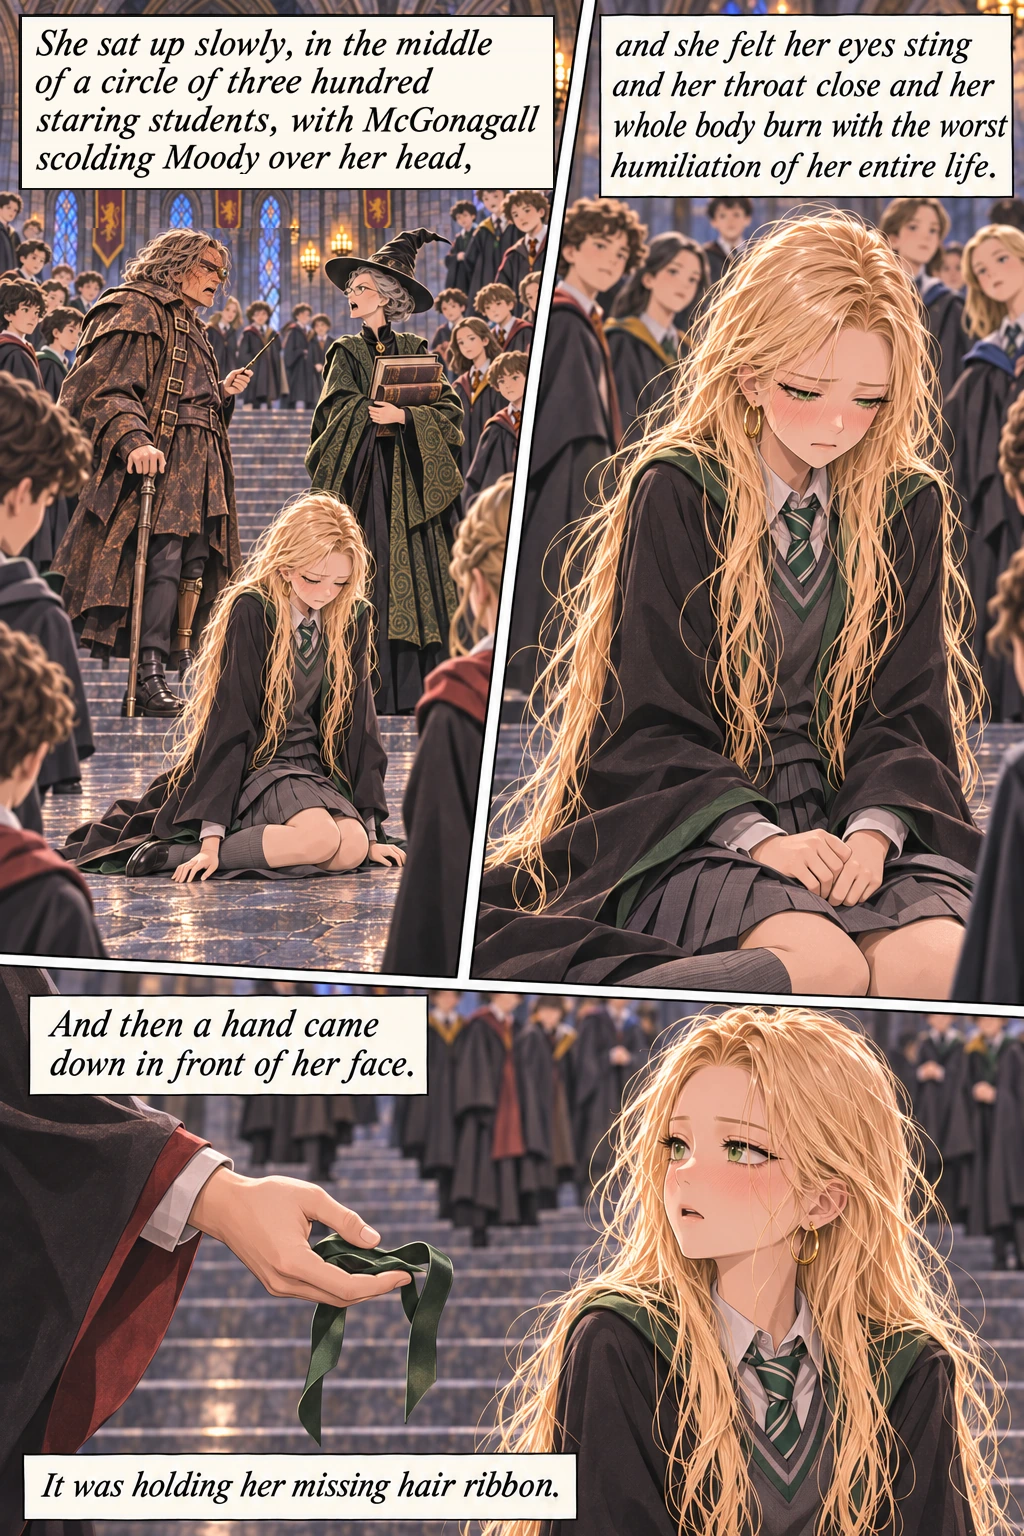 She sat up slowly, in the middle
of a circle of three hundred
staring students, with McGonagall
scolding Moody over her head,
and she felt her eyes sting
and her throat close and her
whole body burn with the worst
humiliation of her entire life.
And then a hand came
down in front of her face.
It was holding her missing hair ribbon.